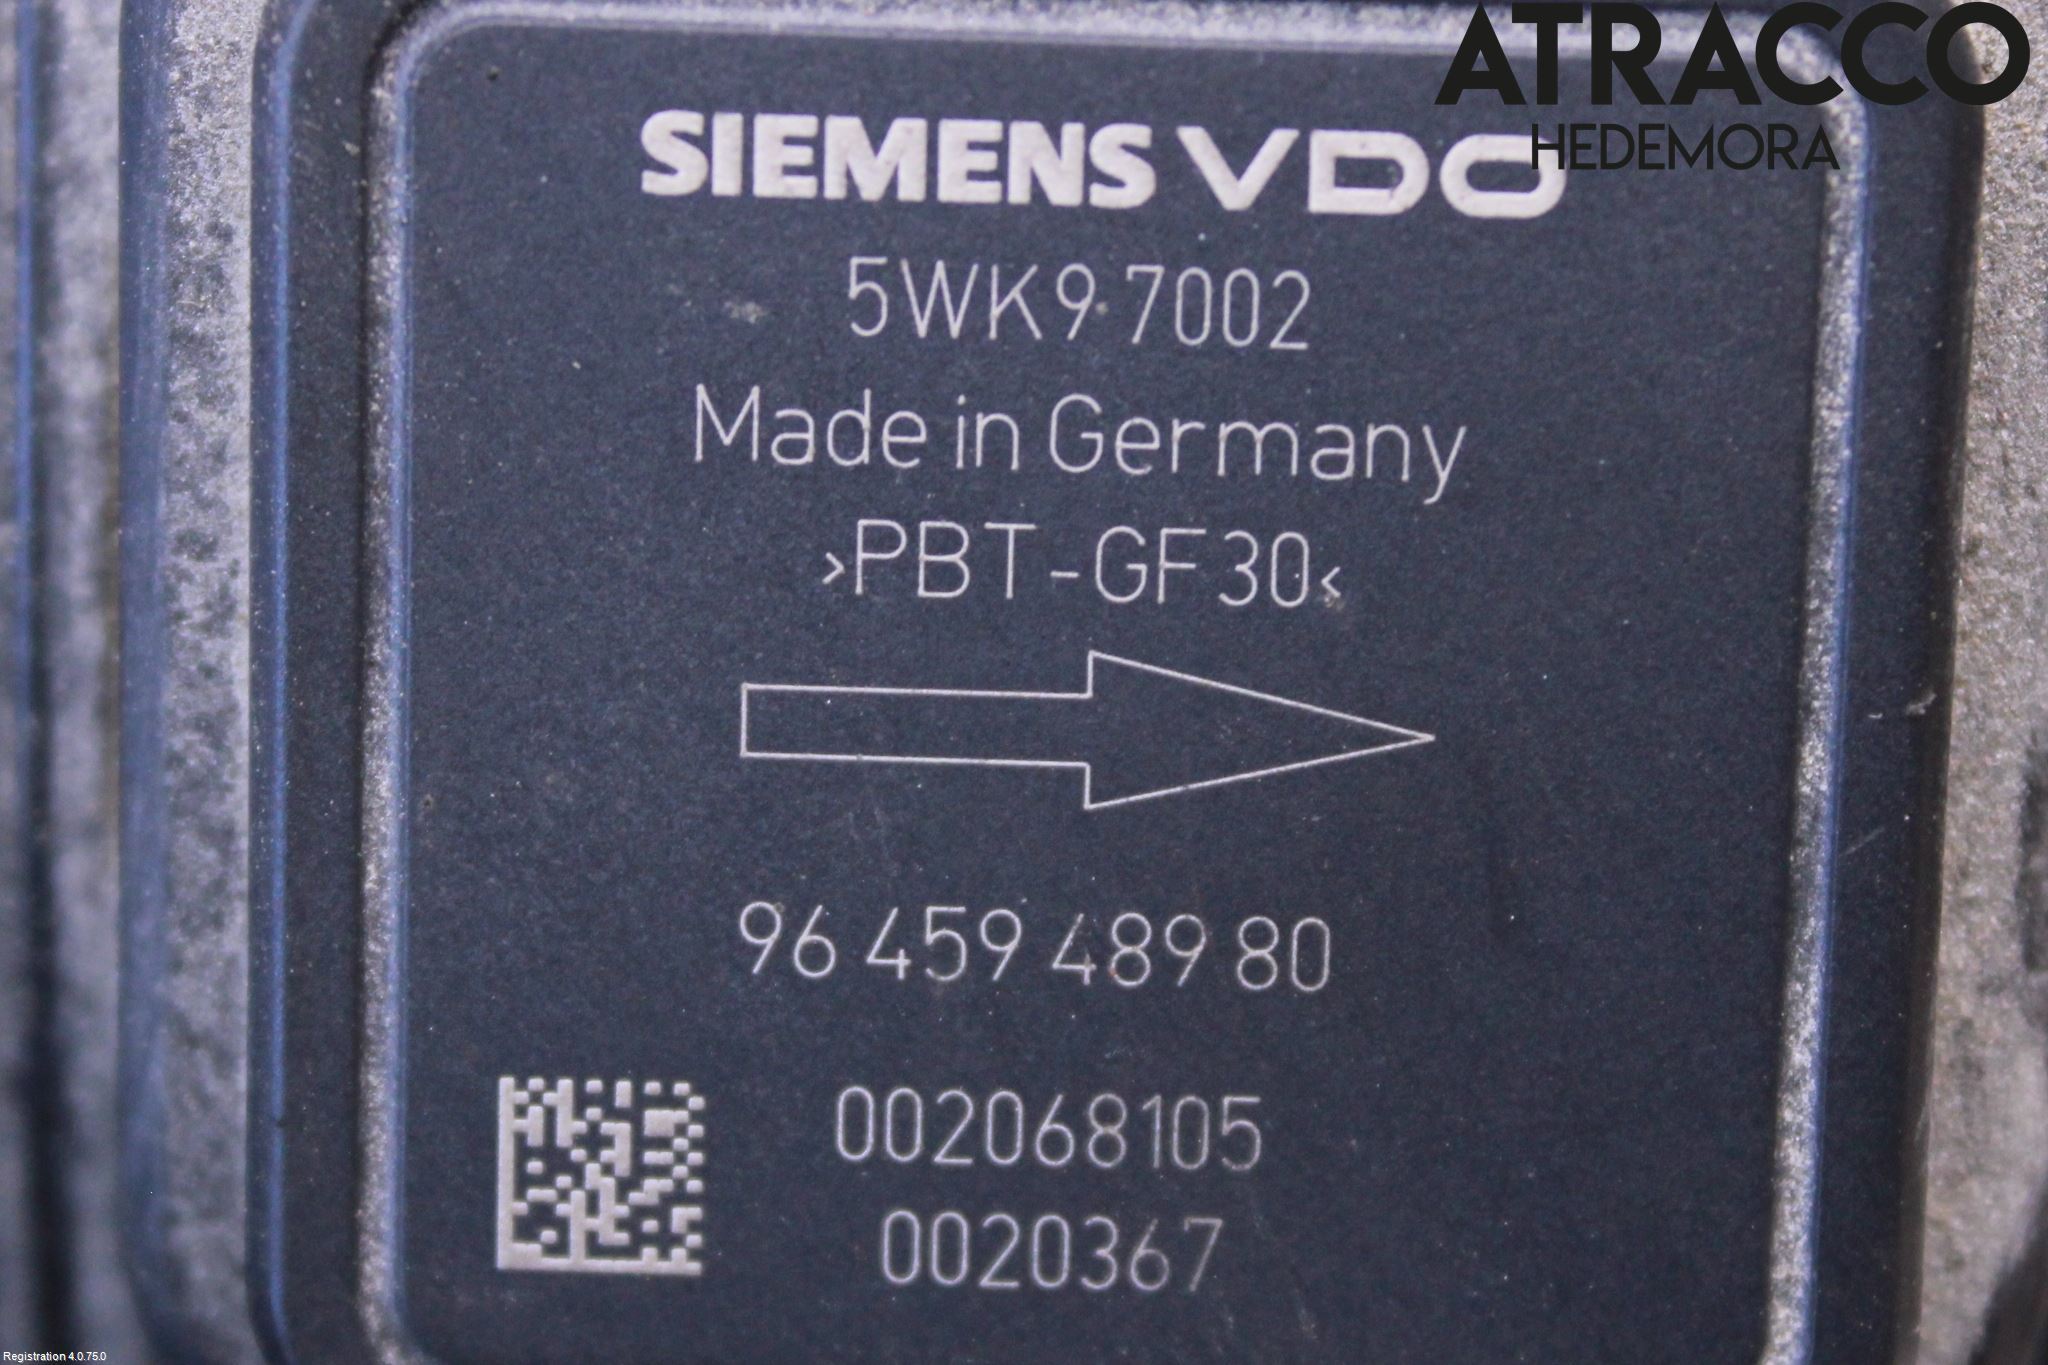 ATRACCO
HEDEMORA
SIEMENS VDO
5WK9 7002
Made in Germany
>PBT-GF30<
96 459 489 80
002068105
0020367
Registration 4.0.75.0